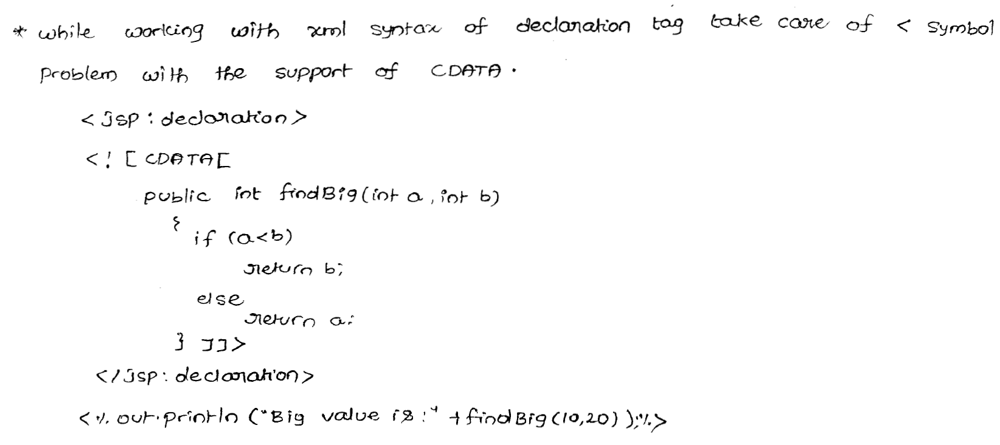 * while working with xml syntax of declaration tag take care of < symbol
problem with the support of CDATA.
<jsp:declaration>
<![CDATA[
public int findBig(int a, int b)
{
if (a<b)
return b;
else
return a;
} ]]>
</jsp:declaration>
<% out.println ("Big value is:" + findBig(10,20) );%>